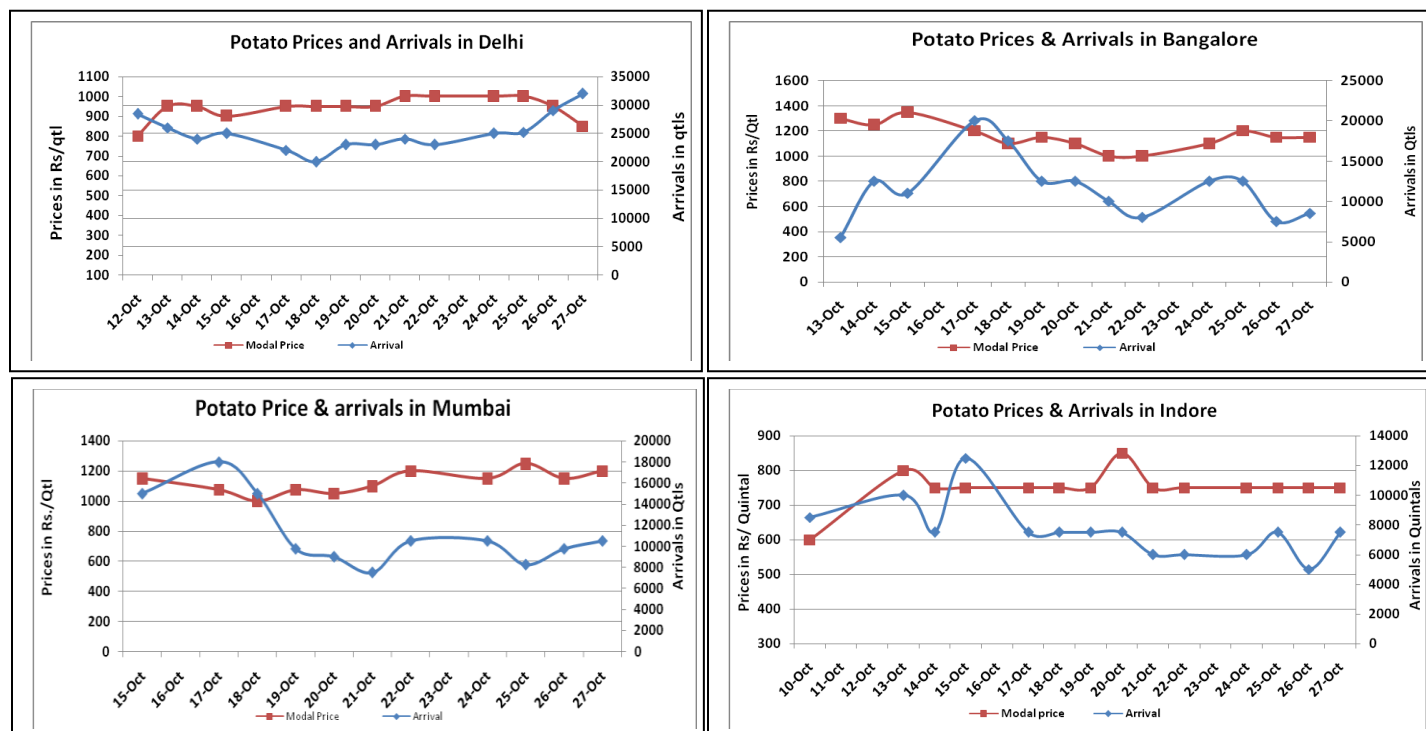 Potato Prices and Arrivals in Delhi
Prices in Rs/qtl
1100
1000
900
800
700
600
500
400
300
200
100
35000
30000
25000
20000
15000
10000
5000
0
Arrivals in qtls
12-Oct
13-Oct
14-Oct
15-Oct
16-Oct
17-Oct
18-Oct
19-Oct
20-Oct
21-Oct
22-Oct
23-Oct
24-Oct
25-Oct
26-Oct
27-Oct
Modal Price
Arrival
Potato Prices & Arrivals in Bangalore
Prices in Rs/Qtl
1600
1400
1200
1000
800
600
400
200
0
25000
20000
15000
10000
5000
0
Arrivals in Qtls
13-Oct
14-Oct
15-Oct
16-Oct
17-Oct
18-Oct
19-Oct
20-Oct
21-Oct
22-Oct
23-Oct
24-Oct
25-Oct
26-Oct
27-Oct
Modal Price
Arrival
Potato Price & arrivals in Mumbai
Prices in Rs./Qtl
1400
1200
1000
800
600
400
200
0
20000
18000
16000
14000
12000
10000
8000
6000
4000
2000
0
Arrivals in Qtls
15-Oct
16-Oct
17-Oct
18-Oct
19-Oct
20-Oct
21-Oct
22-Oct
23-Oct
24-Oct
25-Oct
26-Oct
27-Oct
Modal Price
Arrival
Potato Prices & Arrivals in Indore
Prices in Rs/ Quintal
900
800
700
600
500
400
300
14000
12000
10000
8000
6000
4000
2000
0
Arrivals in Quintals
10-Oct
11-Oct
12-Oct
13-Oct
14-Oct
15-Oct
16-Oct
17-Oct
18-Oct
19-Oct
20-Oct
21-Oct
22-Oct
23-Oct
24-Oct
25-Oct
26-Oct
27-Oct
Modal price
Arrival